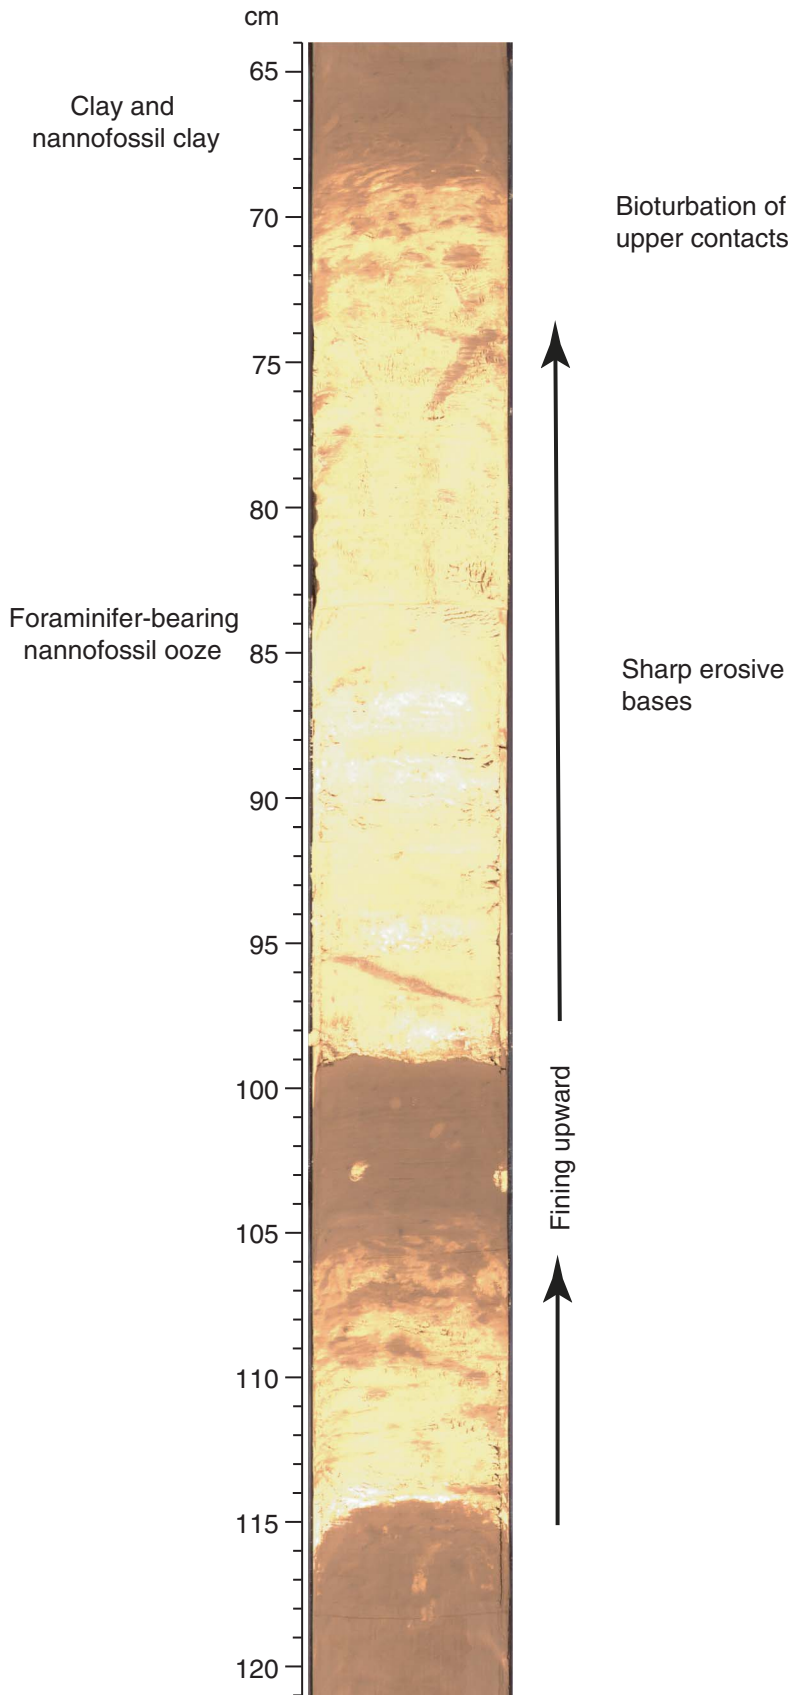 cm
65
Clay and
nannofossil clay
70
Bioturbation of
upper contacts
75
80
Foraminifer-bearing
nannofossil ooze
85
Sharp erosive
bases
90
95
100
Fining upward
105
110
115
120